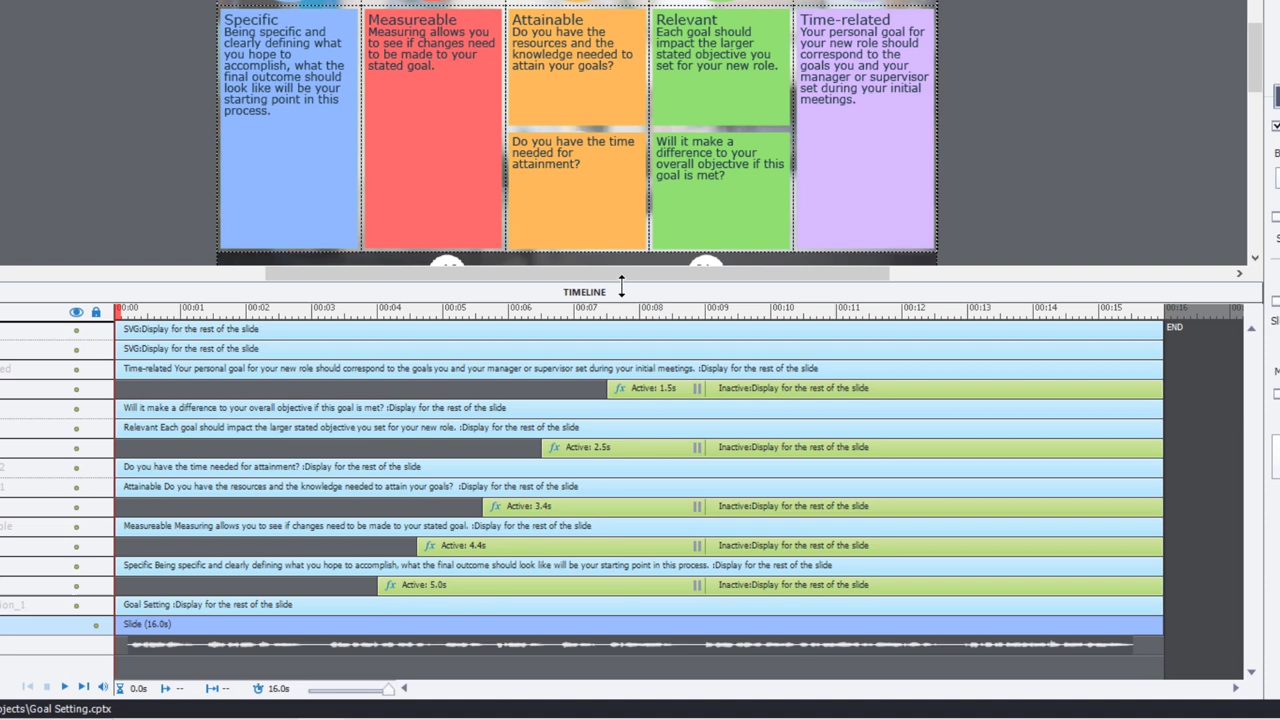 Specific
Being specific and
clearly defining what
you hope to
accomplish, what the
final outcome should
look like will be your
starting point in this
process.
Measureable
Measuring allows you
to see if changes need
to be made to your
stated goal.
Attainable
Do you have the
resources and the
knowledge needed to
attain your goals?
Do you have the time
needed for
attainment?
Relevant
Each goal should
impact the larger
stated objective you
set for your new role.
Will it make a
difference to your
overall objective if this
goal is met?
Time-related
Your personal goal for
your new role should
correspond to the
goals you and your
manager or supervisor
set during your initial
meetings.
TIMELINE
00:00 00:01 00:02 00:03 00:04 00:05 00:06 00:07 00:08 00:09 00:10 00:11 00:12 00:13 00:14 00:15 00:16
SVG:Display for the rest of the slide END
SVG:Display for the rest of the slide
ed Time-related Your personal goal for your new role should correspond to the goals you and your manager or supervisor set during your initial meetings. :Display for the rest of the slide
fx Active: 1.5s Inactive:Display for the rest of the slide
Will it make a difference to your overall objective if this goal is met? :Display for the rest of the slide
Relevant Each goal should impact the larger stated objective you set for your new role. :Display for the rest of the slide
fx Active: 2.5s Inactive:Display for the rest of the slide
2 Do you have the time needed for attainment? :Display for the rest of the slide
1 Attainable Do you have the resources and the knowledge needed to attain your goals? :Display for the rest of the slide
fx Active: 3.4s Inactive:Display for the rest of the slide
ble Measureable Measuring allows you to see if changes need to be made to your stated goal. :Display for the rest of the slide
fx Active: 4.4s Inactive:Display for the rest of the slide
Specific Being specific and clearly defining what you hope to accomplish, what the final outcome should look like will be your starting point in this process. :Display for the rest of the slide
fx Active: 5.0s Inactive:Display for the rest of the slide
ion_1 Goal Setting :Display for the rest of the slide
Slide (16.0s)
0.0s -- -- 16.0s
ojects\Goal Setting.cptx